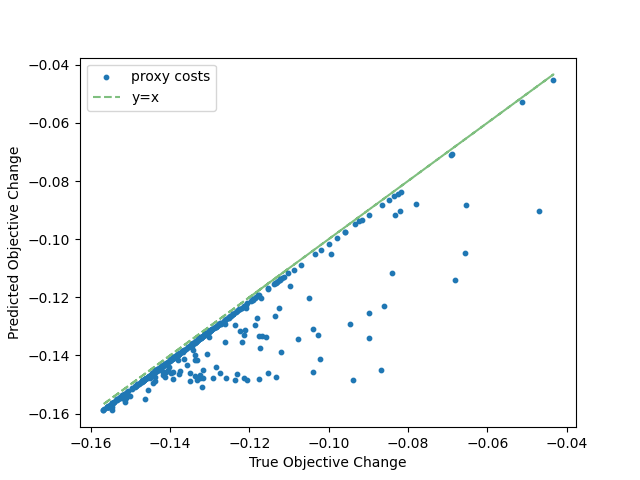 proxy costs
y=x
Predicted Objective Change
−0.04
−0.06
−0.08
−0.10
−0.12
−0.14
−0.16
−0.16 −0.14 −0.12 −0.10 −0.08 −0.06 −0.04
True Objective Change